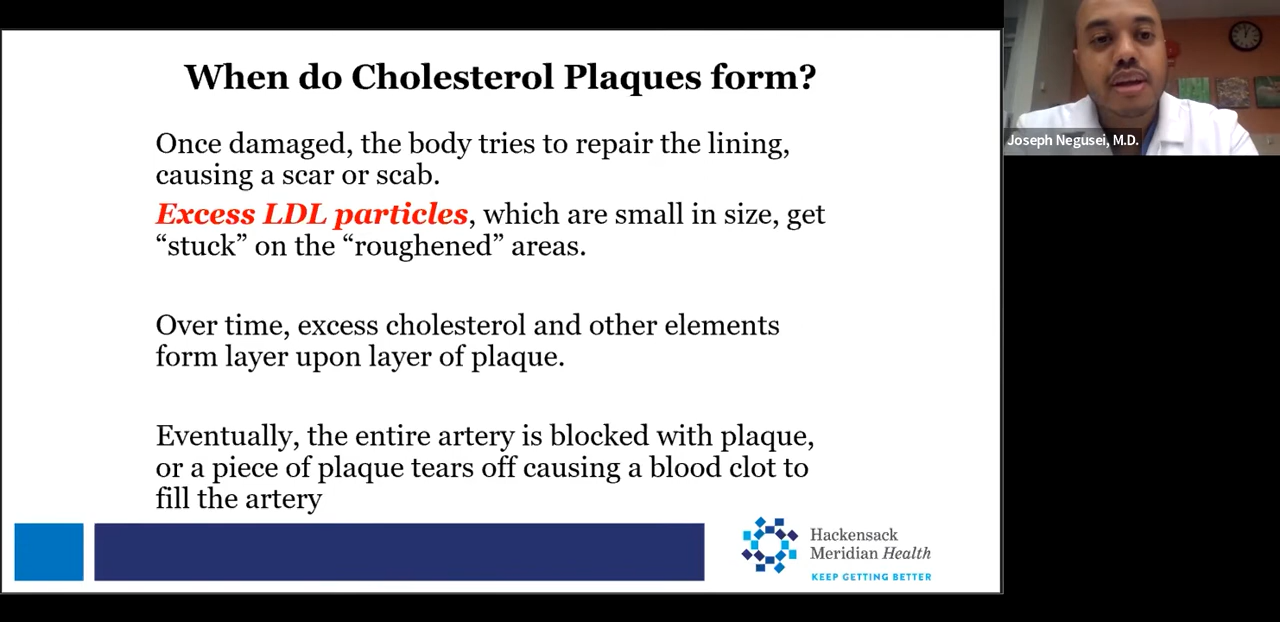 When do Cholesterol Plaques form?
Once damaged, the body tries to repair the lining,
causing a scar or scab.
Excess LDL particles, which are small in size, get
“stuck” on the “roughened” areas.
Over time, excess cholesterol and other elements
form layer upon layer of plaque.
Eventually, the entire artery is blocked with plaque,
or a piece of plaque tears off causing a blood clot to
fill the artery
Hackensack
Meridian Health
KEEP GETTING BETTER
Joseph Negusei, M.D.